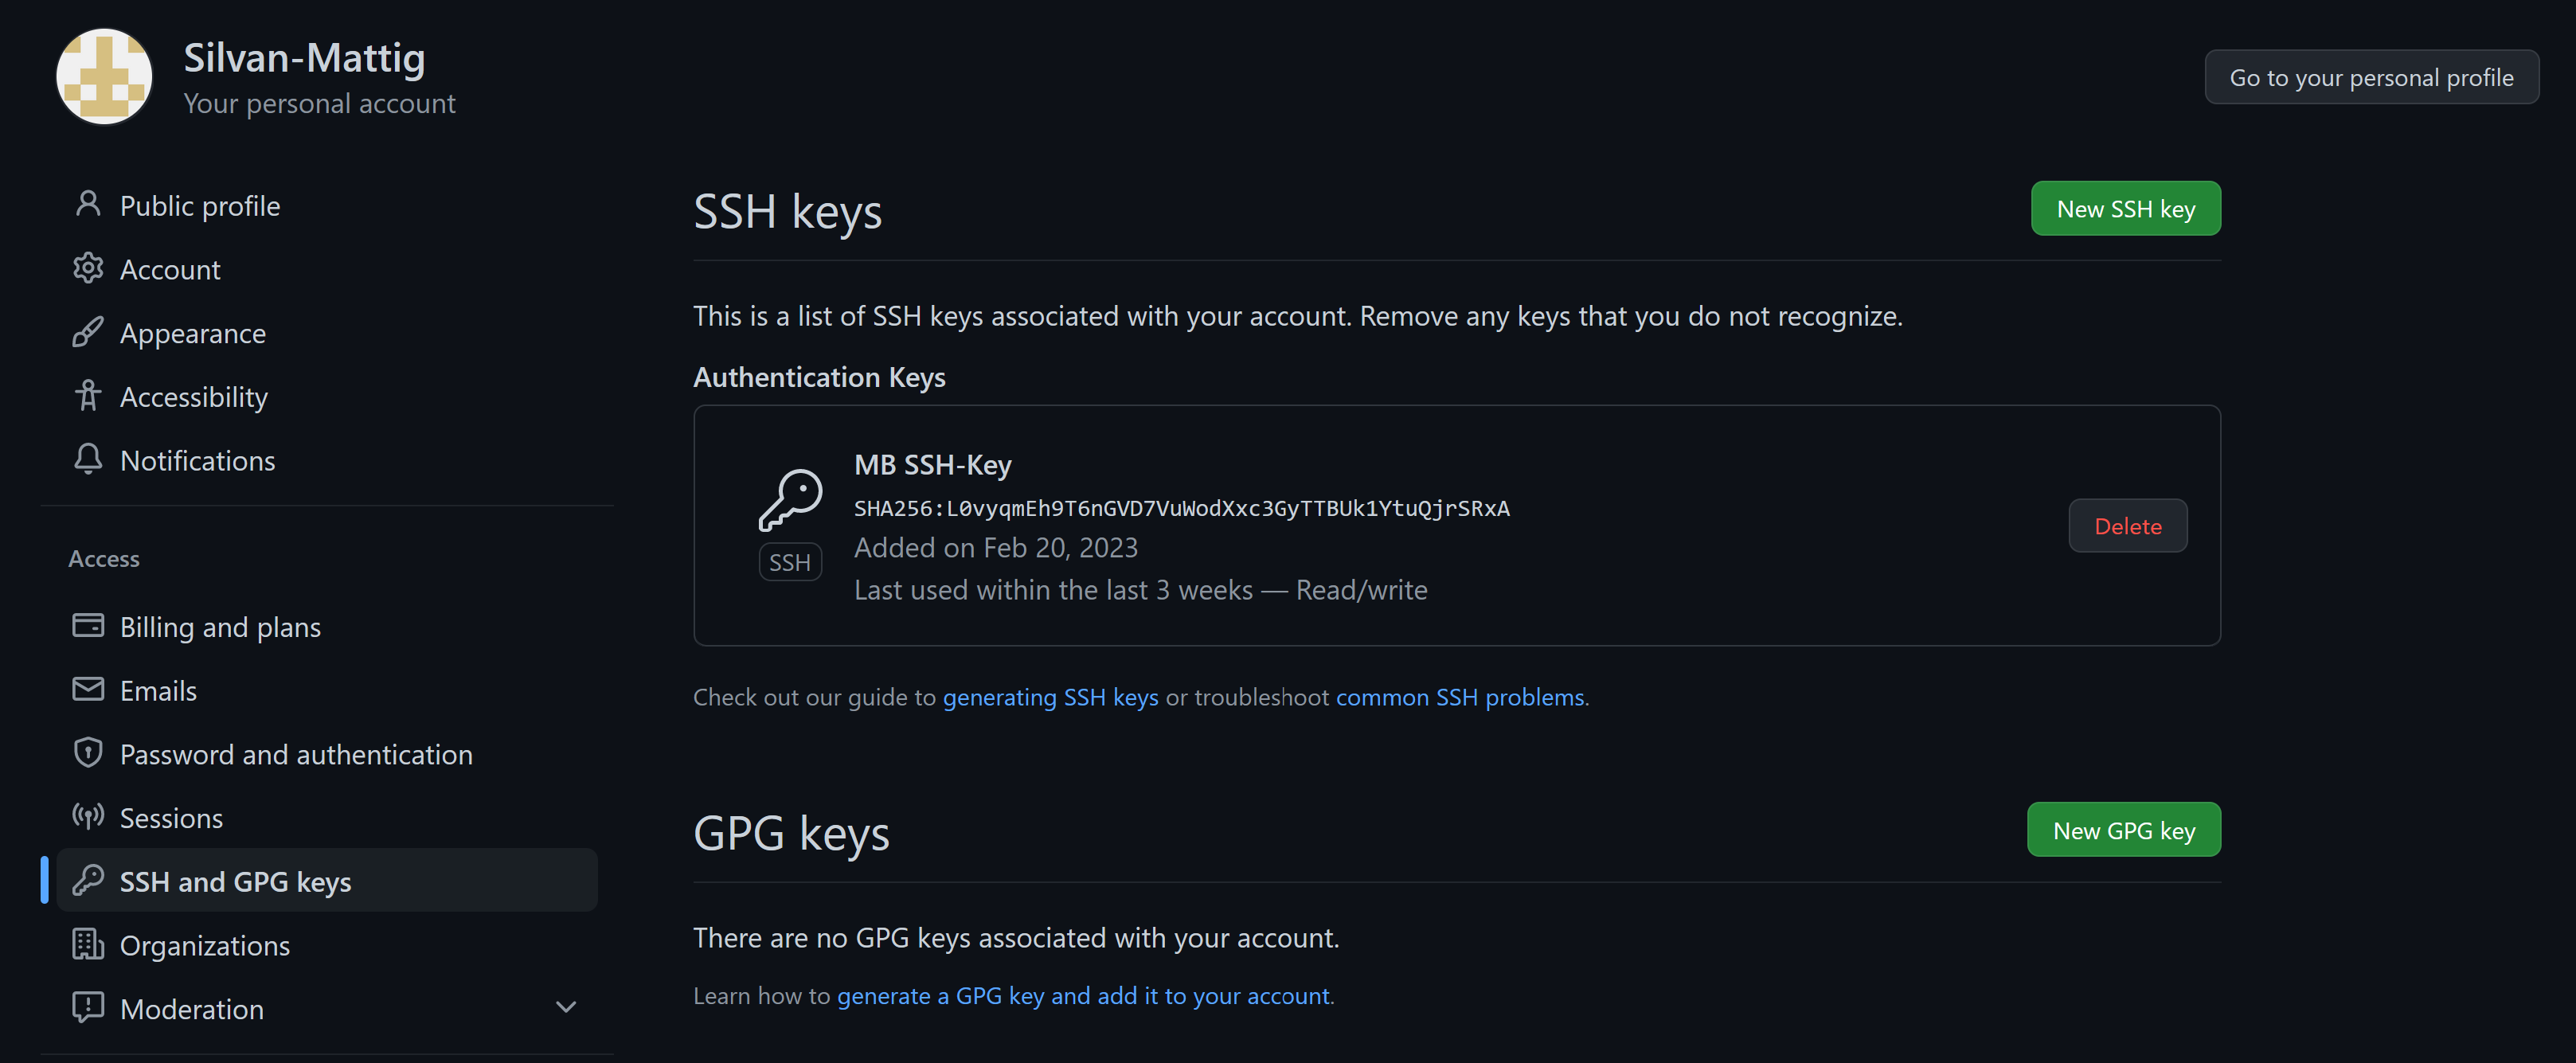 Silvan-Mattig
Your personal account
Go to your personal profile
Public profile
Account
Appearance
Accessibility
Notifications
Access
Billing and plans
Emails
Password and authentication
Sessions
SSH and GPG keys
Organizations
Moderation
SSH keys
New SSH key
This is a list of SSH keys associated with your account. Remove any keys that you do not recognize.
Authentication Keys
MB SSH-Key
SHA256:L0vyqmEh9T6nGVD7VuWodXxc3GyTTBUk1YtuQjrSRxA
SSH
Added on Feb 20, 2023
Last used within the last 3 weeks — Read/write
Delete
Check out our guide to generating SSH keys or troubleshoot common SSH problems.
GPG keys
New GPG key
There are no GPG keys associated with your account.
Learn how to generate a GPG key and add it to your account.